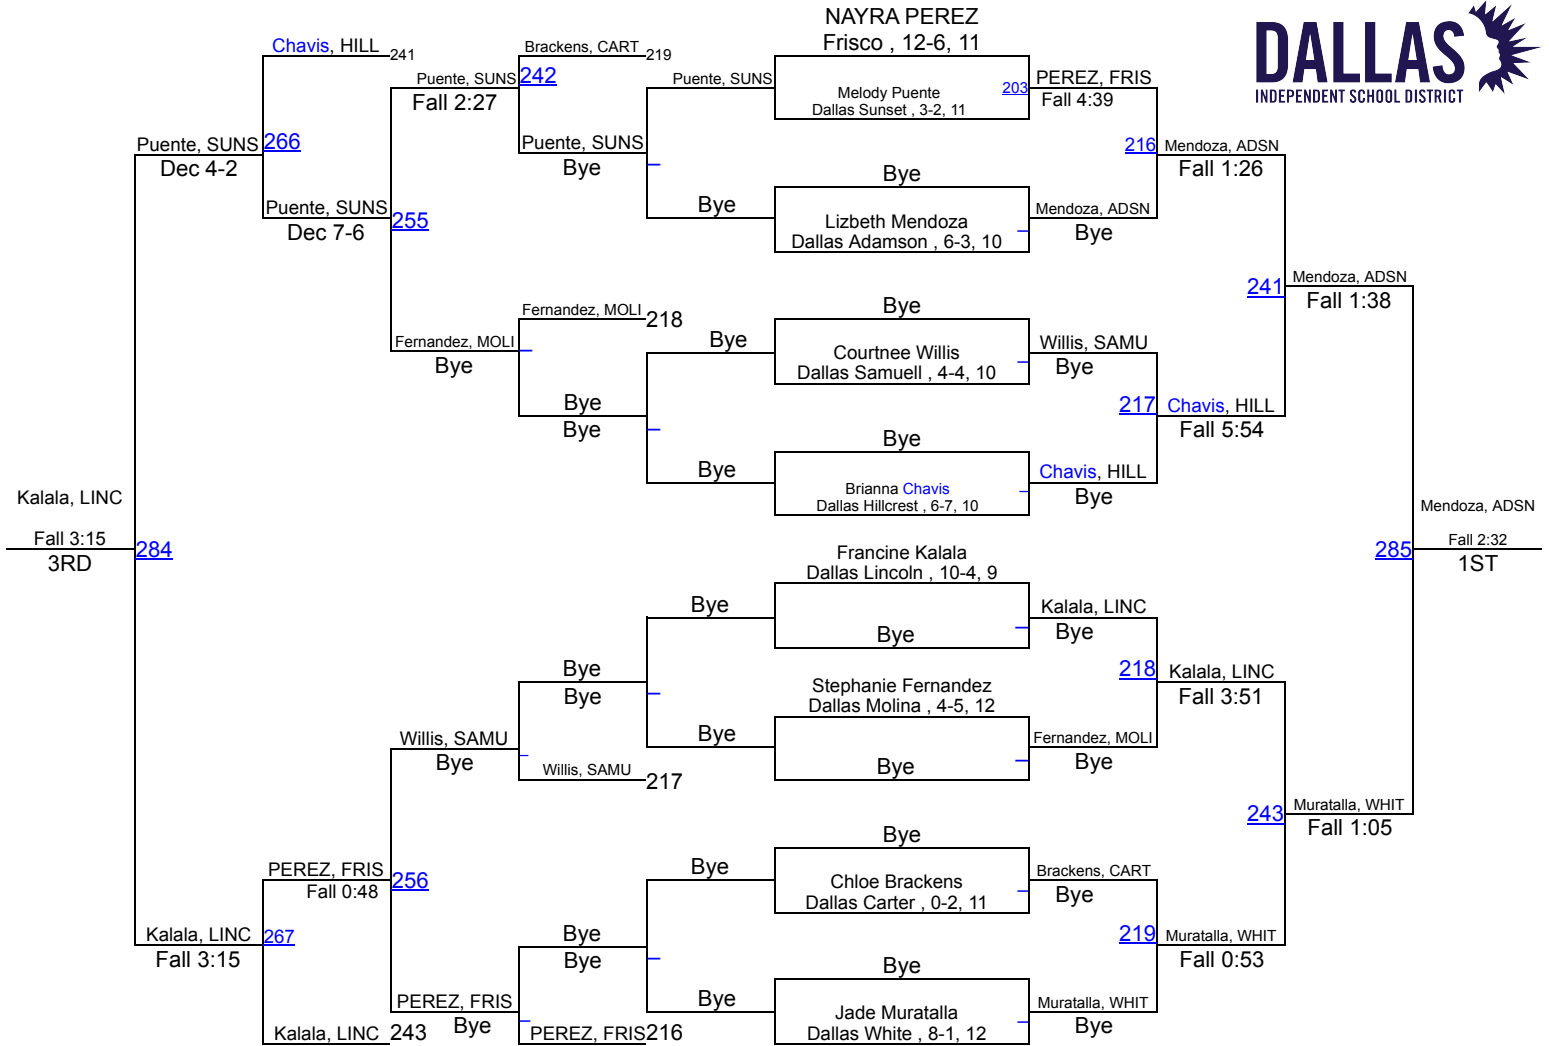 NAYRA PEREZ
Frisco , 12-6, 11
DALLAS
INDEPENDENT SCHOOL DISTRICT
Chavis, HILL 241
Brackens, CART 219
Puente, SUNS 242
Fall 2:27
Puente, SUNS
Melody Puente
Dallas Sunset , 3-2, 11
203 PEREZ, FRIS
Fall 4:39
Puente, SUNS 266
Dec 4-2
Puente, SUNS
Bye
216 Mendoza, ADSN
Fall 1:26
Bye
Puente, SUNS 255
Dec 7-6
Bye
Lizbeth Mendoza
Dallas Adamson , 6-3, 10
Mendoza, ADSN
Bye
241 Mendoza, ADSN
Fall 1:38
Fernandez, MOLI 218
Bye
Fernandez, MOLI
Bye
Bye
Courtnee Willis
Dallas Samuell , 4-4, 10
Willis, SAMU
Bye
Bye
Bye
217 Chavis, HILL
Fall 5:54
Bye
Bye
Brianna Chavis
Dallas Hillcrest , 6-7, 10
Chavis, HILL
Bye
Kalala, LINC
Fall 3:15
3RD
284
Mendoza, ADSN
285 Fall 2:32
1ST
Francine Kalala
Dallas Lincoln , 10-4, 9
Bye
Bye
Kalala, LINC
Bye
Bye
Bye
218 Kalala, LINC
Fall 3:51
Stephanie Fernandez
Dallas Molina , 4-5, 12
Willis, SAMU
Bye
Bye
Fernandez, MOLI
Bye
Willis, SAMU 217
Bye
243 Muratalla, WHIT
Fall 1:05
Bye
PEREZ, FRIS 256
Fall 0:48
Bye
Chloe Brackens
Dallas Carter , 0-2, 11
Brackens, CART
Bye
Kalala, LINC 267
Fall 3:15
Bye
Bye
219 Muratalla, WHIT
Fall 0:53
Bye
PEREZ, FRIS
Bye
Bye
Jade Muratalla
Dallas White , 8-1, 12
Muratalla, WHIT
Bye
Kalala, LINC 243
PEREZ, FRIS 216